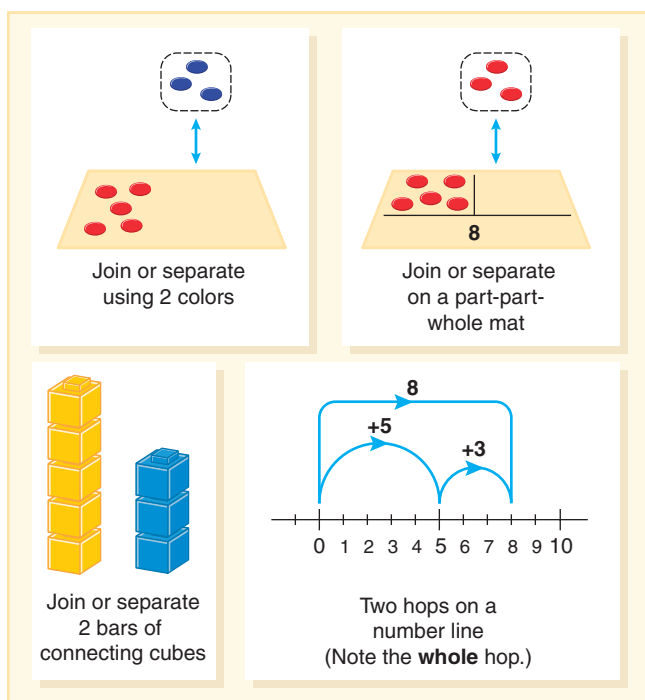 Join or separate
using 2 colors
8
Join or separate
on a part-part-
whole mat
Join or separate
2 bars of
connecting cubes
8
+5
+3
0 1 2 3 4 5 6 7 8 9 10
Two hops on a
number line
(Note the whole hop.)